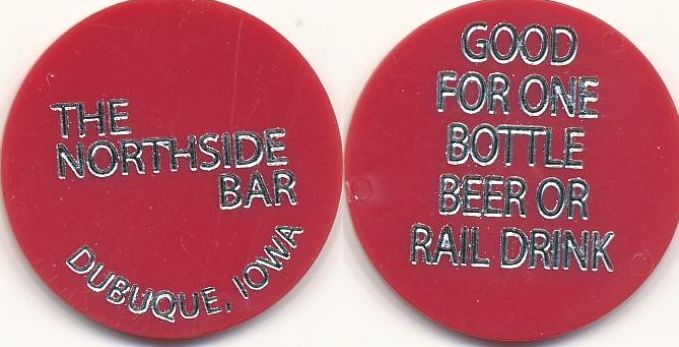 THE
NORTHSIDE
BAR
DUBUQUE, IOWA
GOOD
FOR ONE
BOTTLE
BEER OR
RAIL DRINK